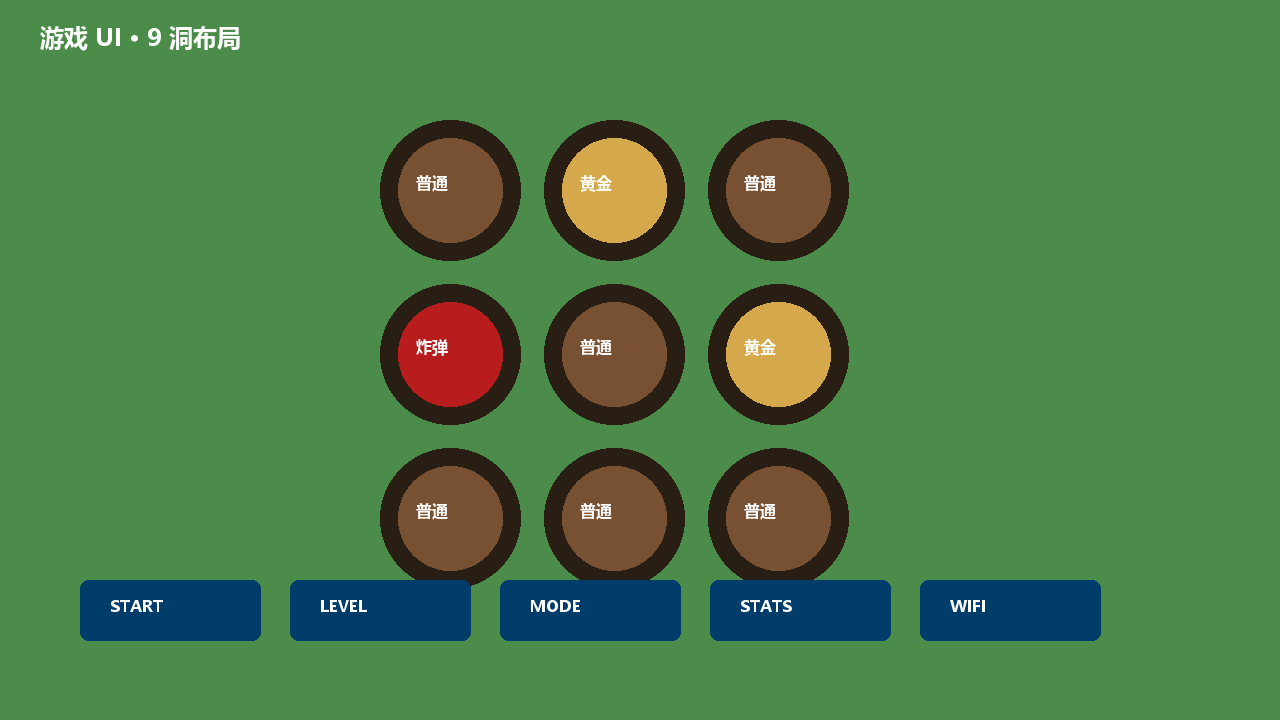 游戏 UI • 9 洞布局
普通 黄金 普通
炸弹 普通 黄金
普通 普通 普通
START LEVEL MODE STATS WIFI